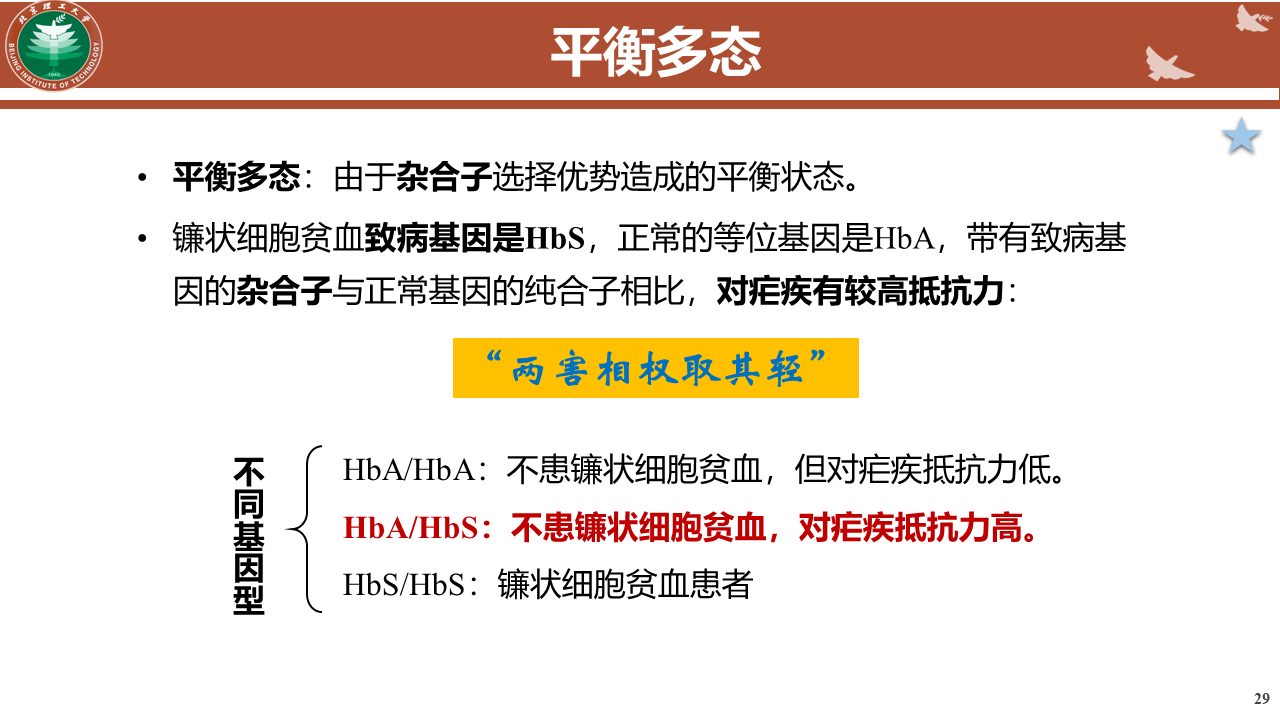 北京理工大学
BEIJING INSTITUTE OF TECHNOLOGY
1940
平衡多态
• 平衡多态：由于杂合子选择优势造成的平衡状态。
• 镰状细胞贫血致病基因是HbS，正常的等位基因是HbA，带有致病基
因的杂合子与正常基因的纯合子相比，对疟疾有较高抵抗力：
“两害相权取其轻”
不同基因型
HbA/HbA：不患镰状细胞贫血，但对疟疾抵抗力低。
HbA/HbS：不患镰状细胞贫血，对疟疾抵抗力高。
HbS/HbS：镰状细胞贫血患者
29